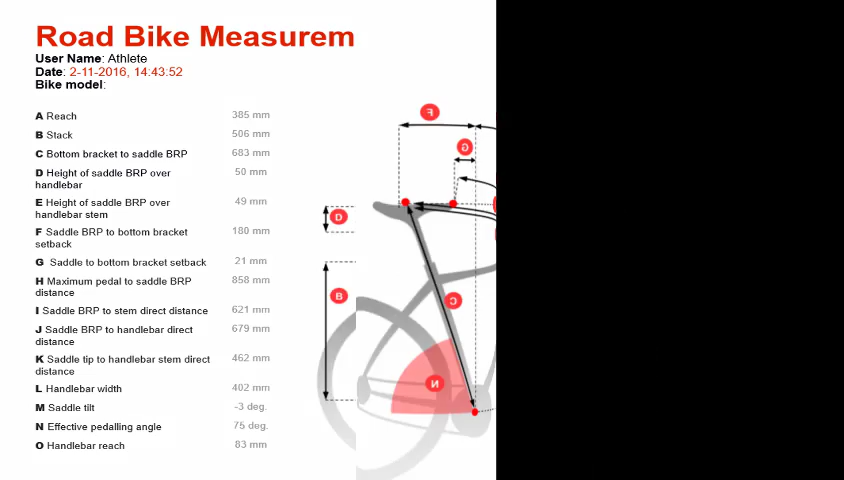 Road Bike Measurem
User Name: Athlete
Date: 2-11-2016, 14:43:52
Bike model:
A Reach 385 mm
B Stack 506 mm
C Bottom bracket to saddle BRP 683 mm
D Height of saddle BRP over 50 mm
handlebar
E Height of saddle BRP over 49 mm
handlebar stem
F Saddle BRP to bottom bracket 180 mm
setback
G Saddle to bottom bracket setback 21 mm
H Maximum pedal to saddle BRP 858 mm
distance
I Saddle BRP to stem direct distance 621 mm
J Saddle BRP to handlebar direct 679 mm
distance
K Saddle tip to handlebar stem direct 462 mm
distance
L Handlebar width 402 mm
M Saddle tilt -3 deg.
N Effective pedalling angle 75 deg.
O Handlebar reach 83 mm
F
G
D
B
C
N